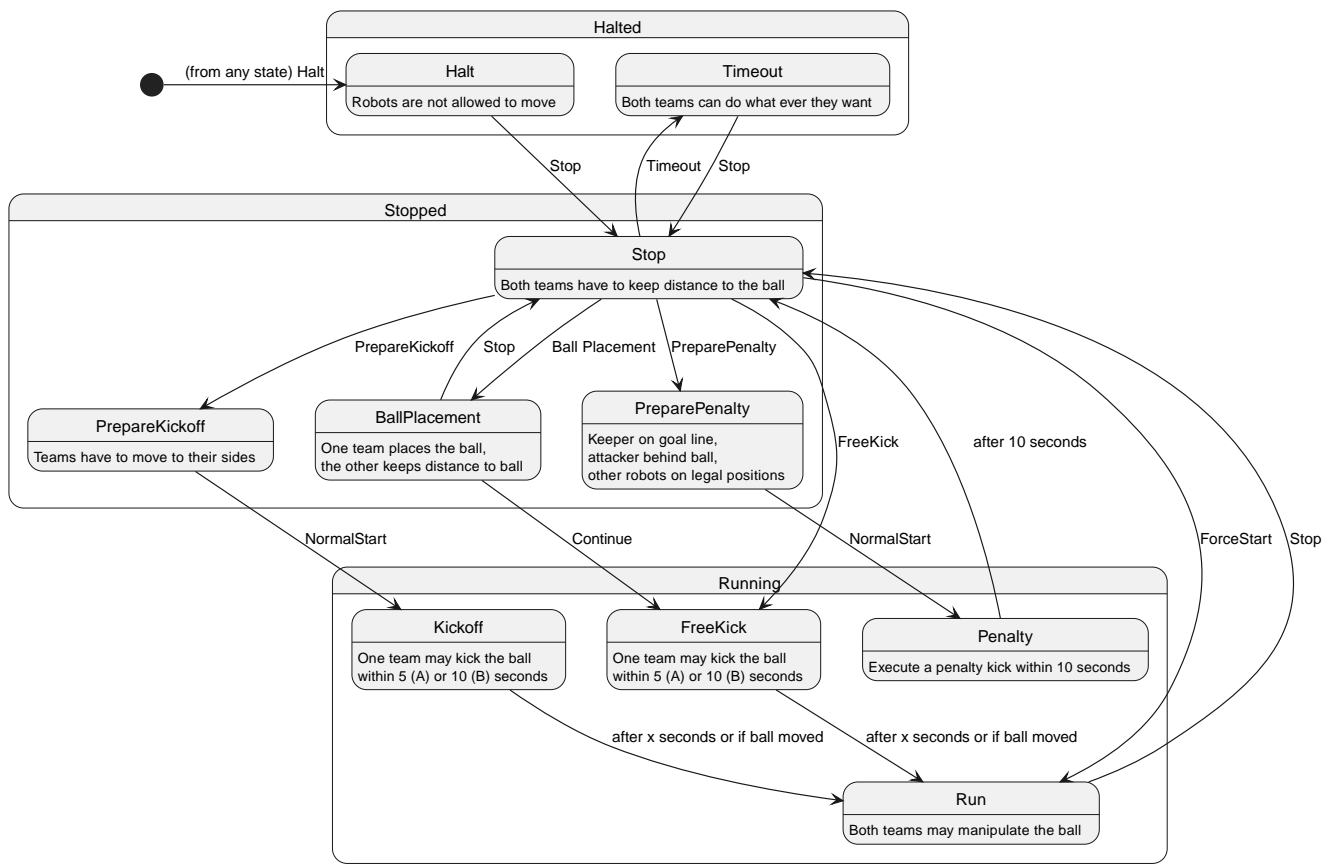 Halted
(from any state) Halt
Halt
Robots are not allowed to move
Timeout
Both teams can do what ever they want
Stop
Timeout
Stop
Stopped
Stop
Both teams have to keep distance to the ball
PrepareKickoff
Stop
Ball Placement
PreparePenalty
PrepareKickoff
Teams have to move to their sides
BallPlacement
One team places the ball,
the other keeps distance to ball
PreparePenalty
Keeper on goal line,
attacker behind ball,
other robots on legal positions
FreeKick
after 10 seconds
NormalStart
Continue
NormalStart
ForceStart
Stop
Running
Kickoff
One team may kick the ball
within 5 (A) or 10 (B) seconds
FreeKick
One team may kick the ball
within 5 (A) or 10 (B) seconds
Penalty
Execute a penalty kick within 10 seconds
after x seconds or if ball moved
after x seconds or if ball moved
Run
Both teams may manipulate the ball